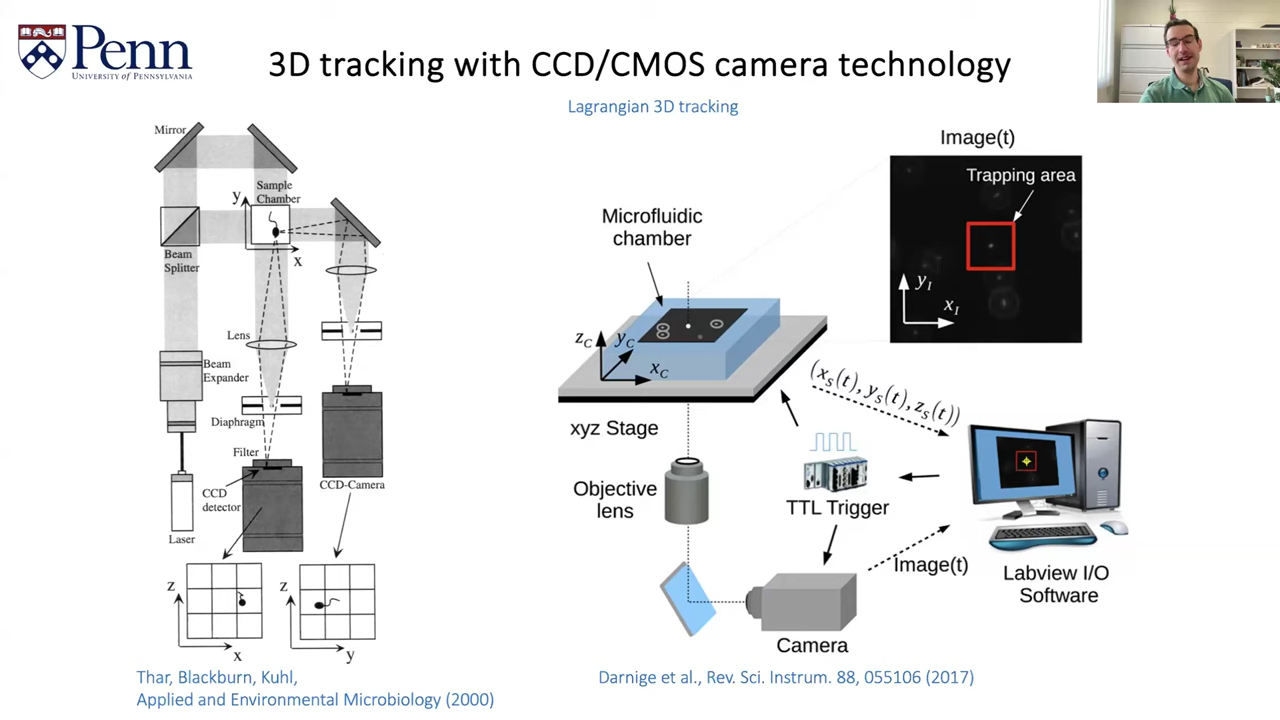 Penn
UNIVERSITY of PENNSYLVANIA
3D tracking with CCD/CMOS camera technology
Lagrangian 3D tracking
Mirror
y
Sample
Chamber
x
Beam
Splitter
Lens
Beam
Expander
Diaphragm
Filter
CCD
detector
CCD-Camera
Laser
z
x
z
y
Thar, Blackburn, Kuhl,
Applied and Environmental Microbiology (2000)
Image(t)
Trapping area
y_I
x_I
Microfluidic
chamber
z_C
y_C
x_C
(x_s(t), y_s(t), z_s(t))
xyz Stage
Objective
lens
TTL Trigger
Image(t)
Labview I/O
Software
Camera
Darnige et al., Rev. Sci. Instrum. 88, 055106 (2017)